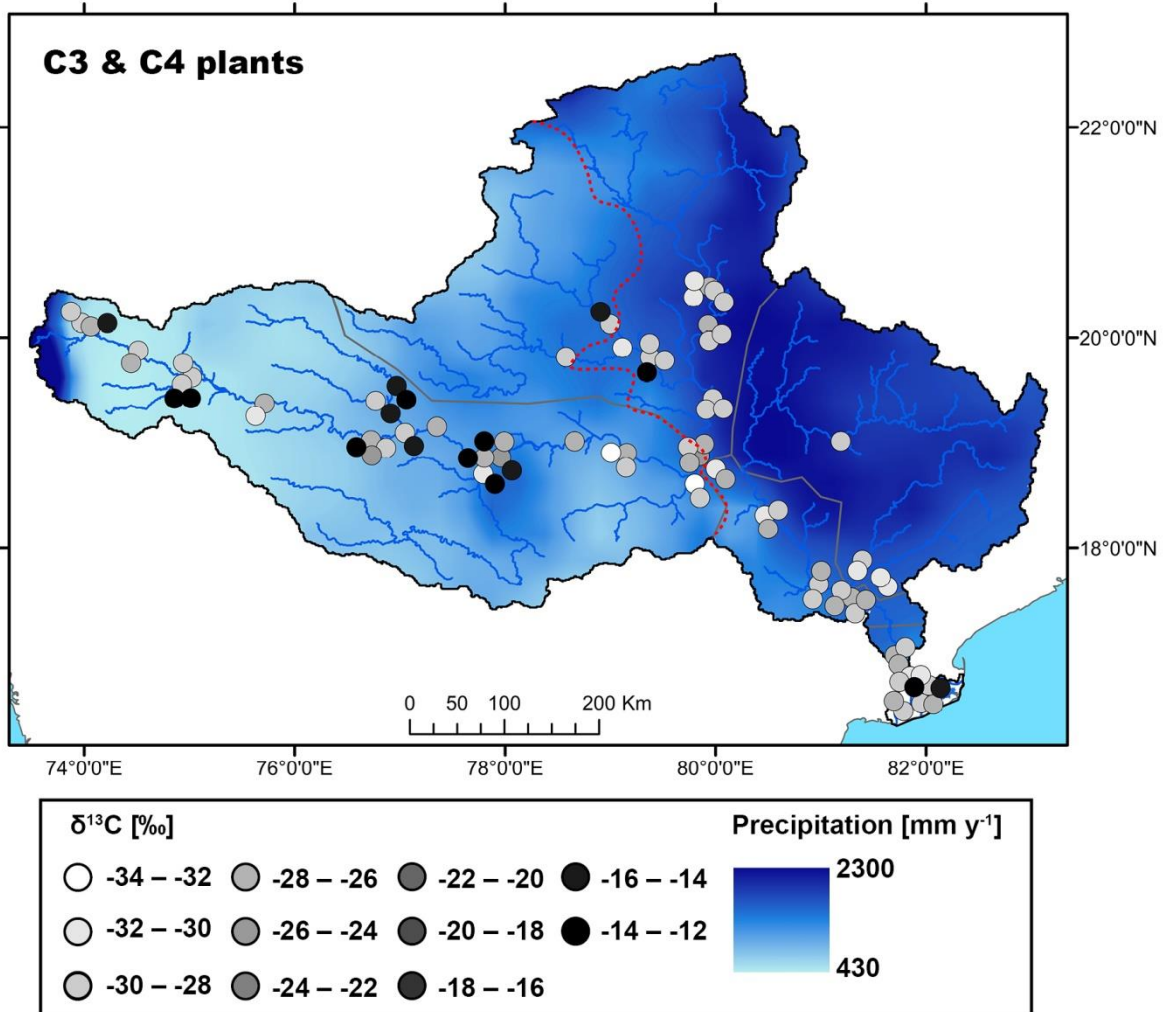 C3 & C4 plants
22°0'0"N
20°0'0"N
18°0'0"N
0 50 100 200 Km
74°0'0"E 76°0'0"E 78°0'0"E 80°0'0"E 82°0'0"E
δ¹³C [‰]
-34 – -32
-32 – -30
-30 – -28
-28 – -26
-26 – -24
-24 – -22
-22 – -20
-20 – -18
-18 – -16
-16 – -14
-14 – -12
Precipitation [mm y⁻¹]
2300
430